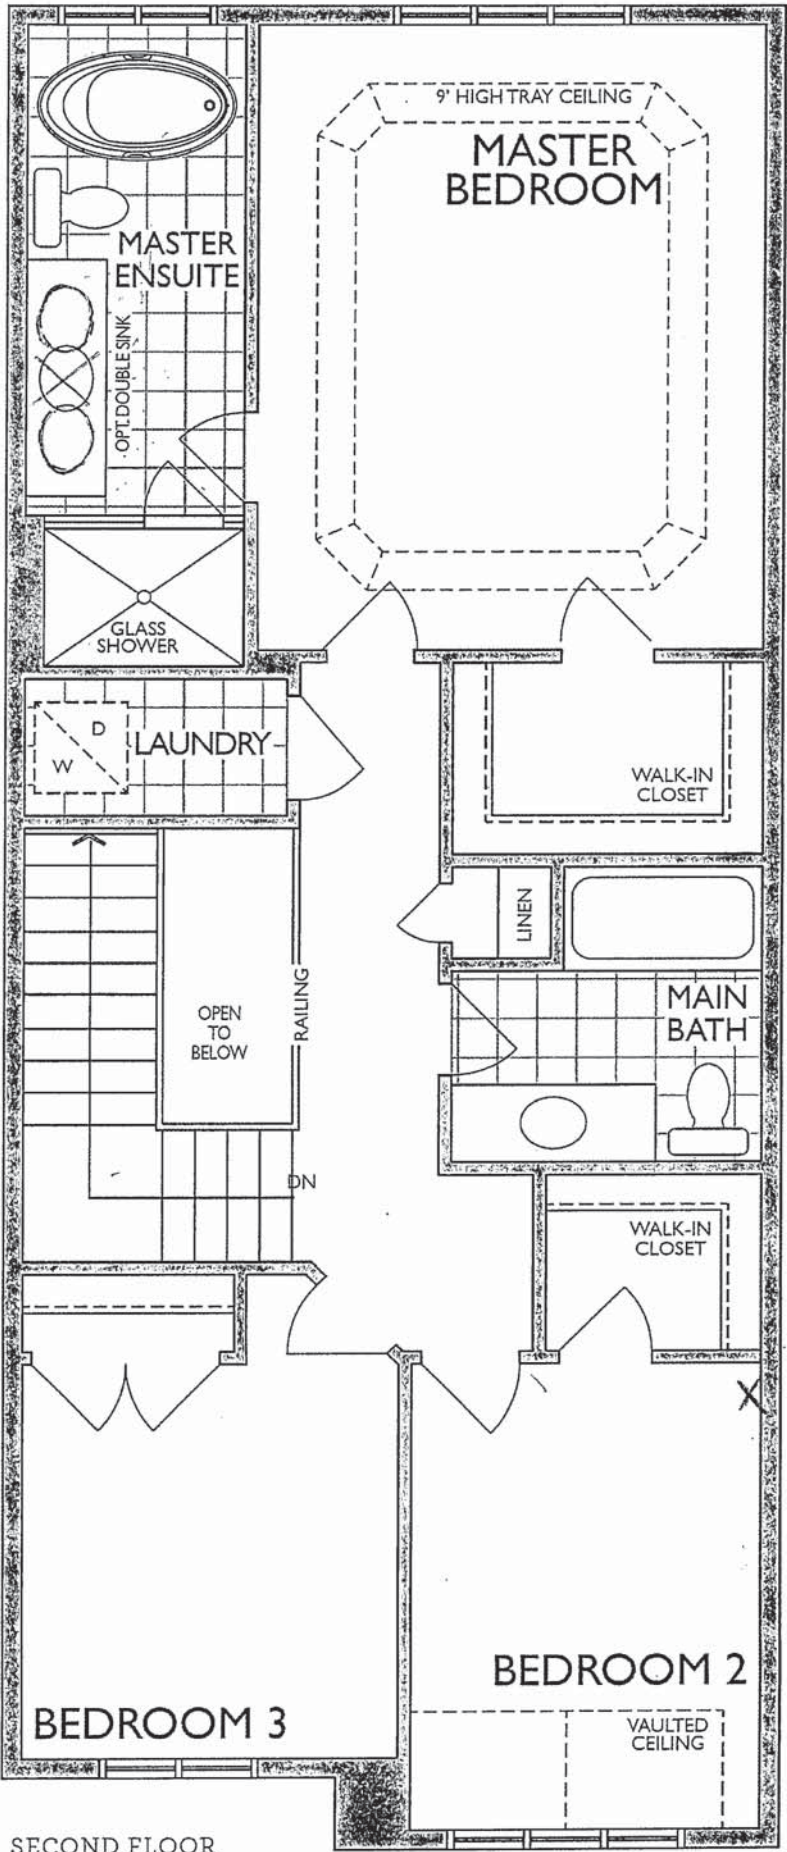 9' HIGH TRAY CEILING
MASTER
BEDROOM
MASTER
ENSUITE
OPT. DOUBLE SINK
GLASS
SHOWER
LAUNDRY
D
W
WALK-IN
CLOSET
LINEN
MAIN
BATH
OPEN
TO
BELOW
RAILING
DN
WALK-IN
CLOSET
X
BEDROOM 2
VAULTED
CEILING
BEDROOM 3
SECOND FLOOR